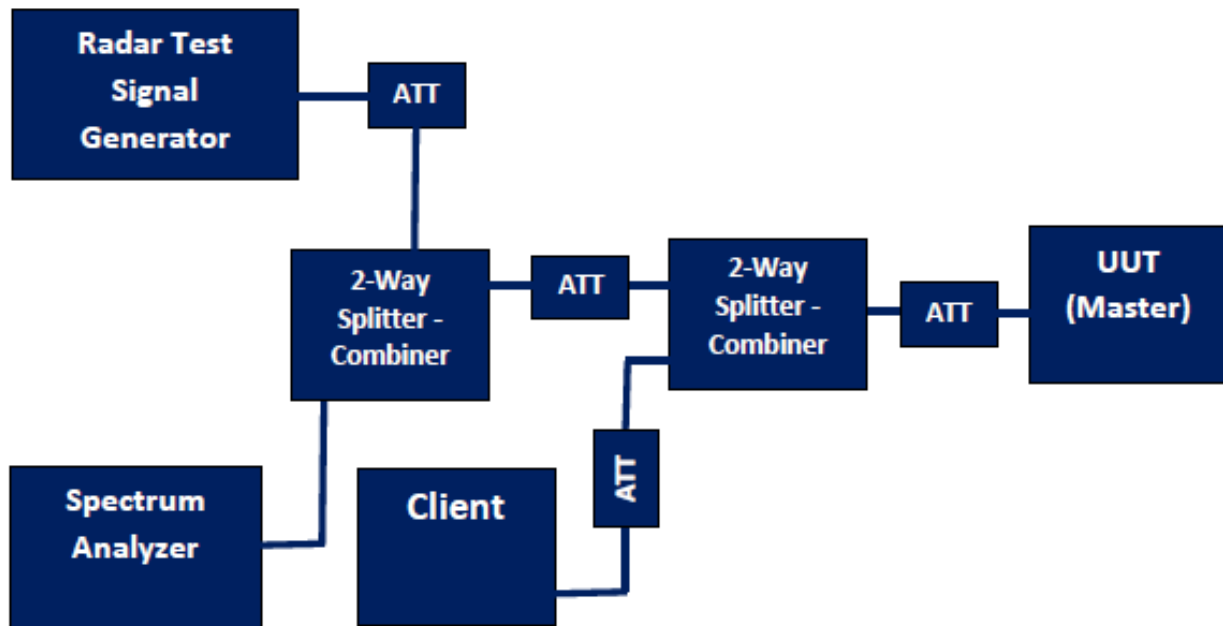 Radar Test
Signal
Generator
ATT
2-Way
Splitter -
Combiner
ATT
2-Way
Splitter -
Combiner
ATT
UUT
(Master)
ATT
Spectrum
Analyzer
Client